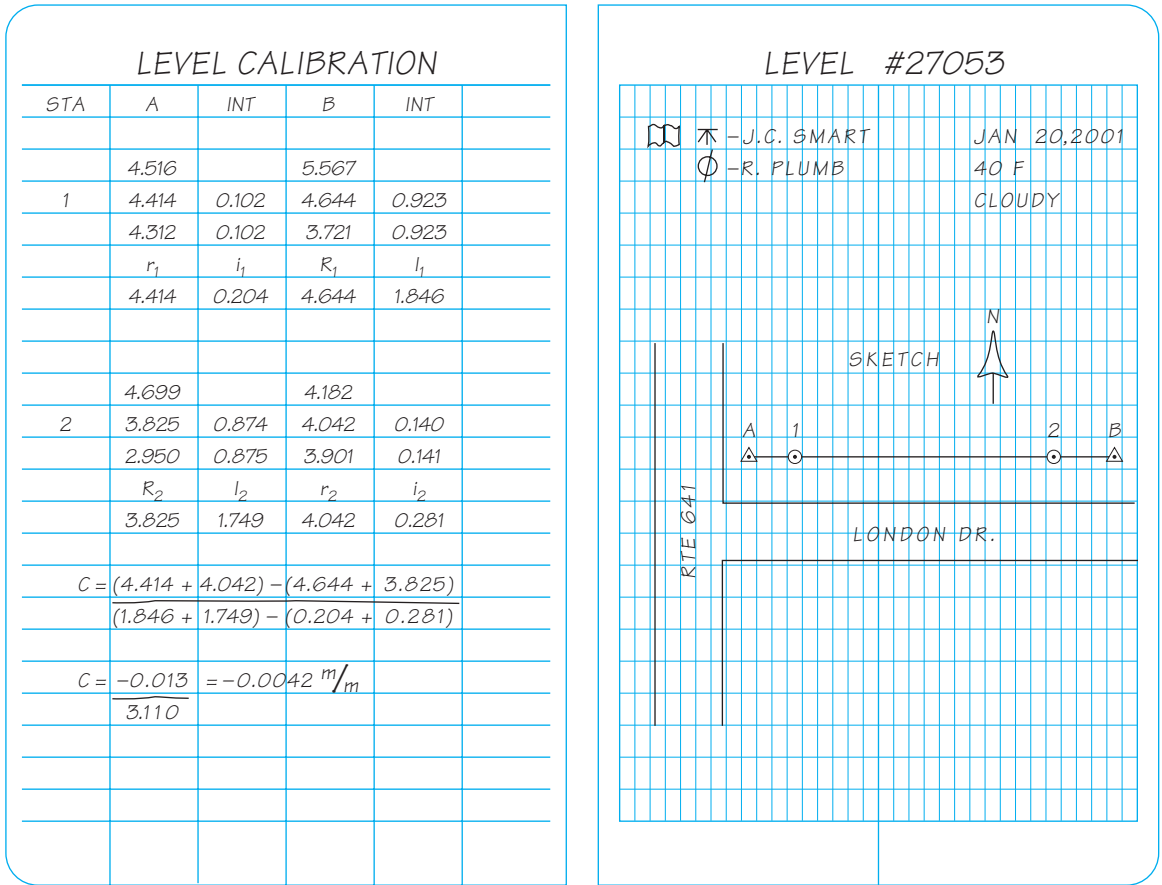 LEVEL CALIBRATION
STA A INT B INT
4.516 5.567
1 4.414 0.102 4.644 0.923
4.312 0.102 3.721 0.923
r₁ i₁ R₁ I₁
4.414 0.204 4.644 1.846
4.699 4.182
2 3.825 0.874 4.042 0.140
2.950 0.875 3.901 0.141
R₂ I₂ r₂ i₂
3.825 1.749 4.042 0.281
C = (4.414 + 4.042) – (4.644 + 3.825)
(1.846 + 1.749) – (0.204 + 0.281)
C = –0.013 = –0.0042 m/m
3.110
LEVEL #27053
–J.C. SMART JAN 20,2001
–R. PLUMB 40 F
CLOUDY
N
SKETCH
A 1 2 B
RTE 641
LONDON DR.